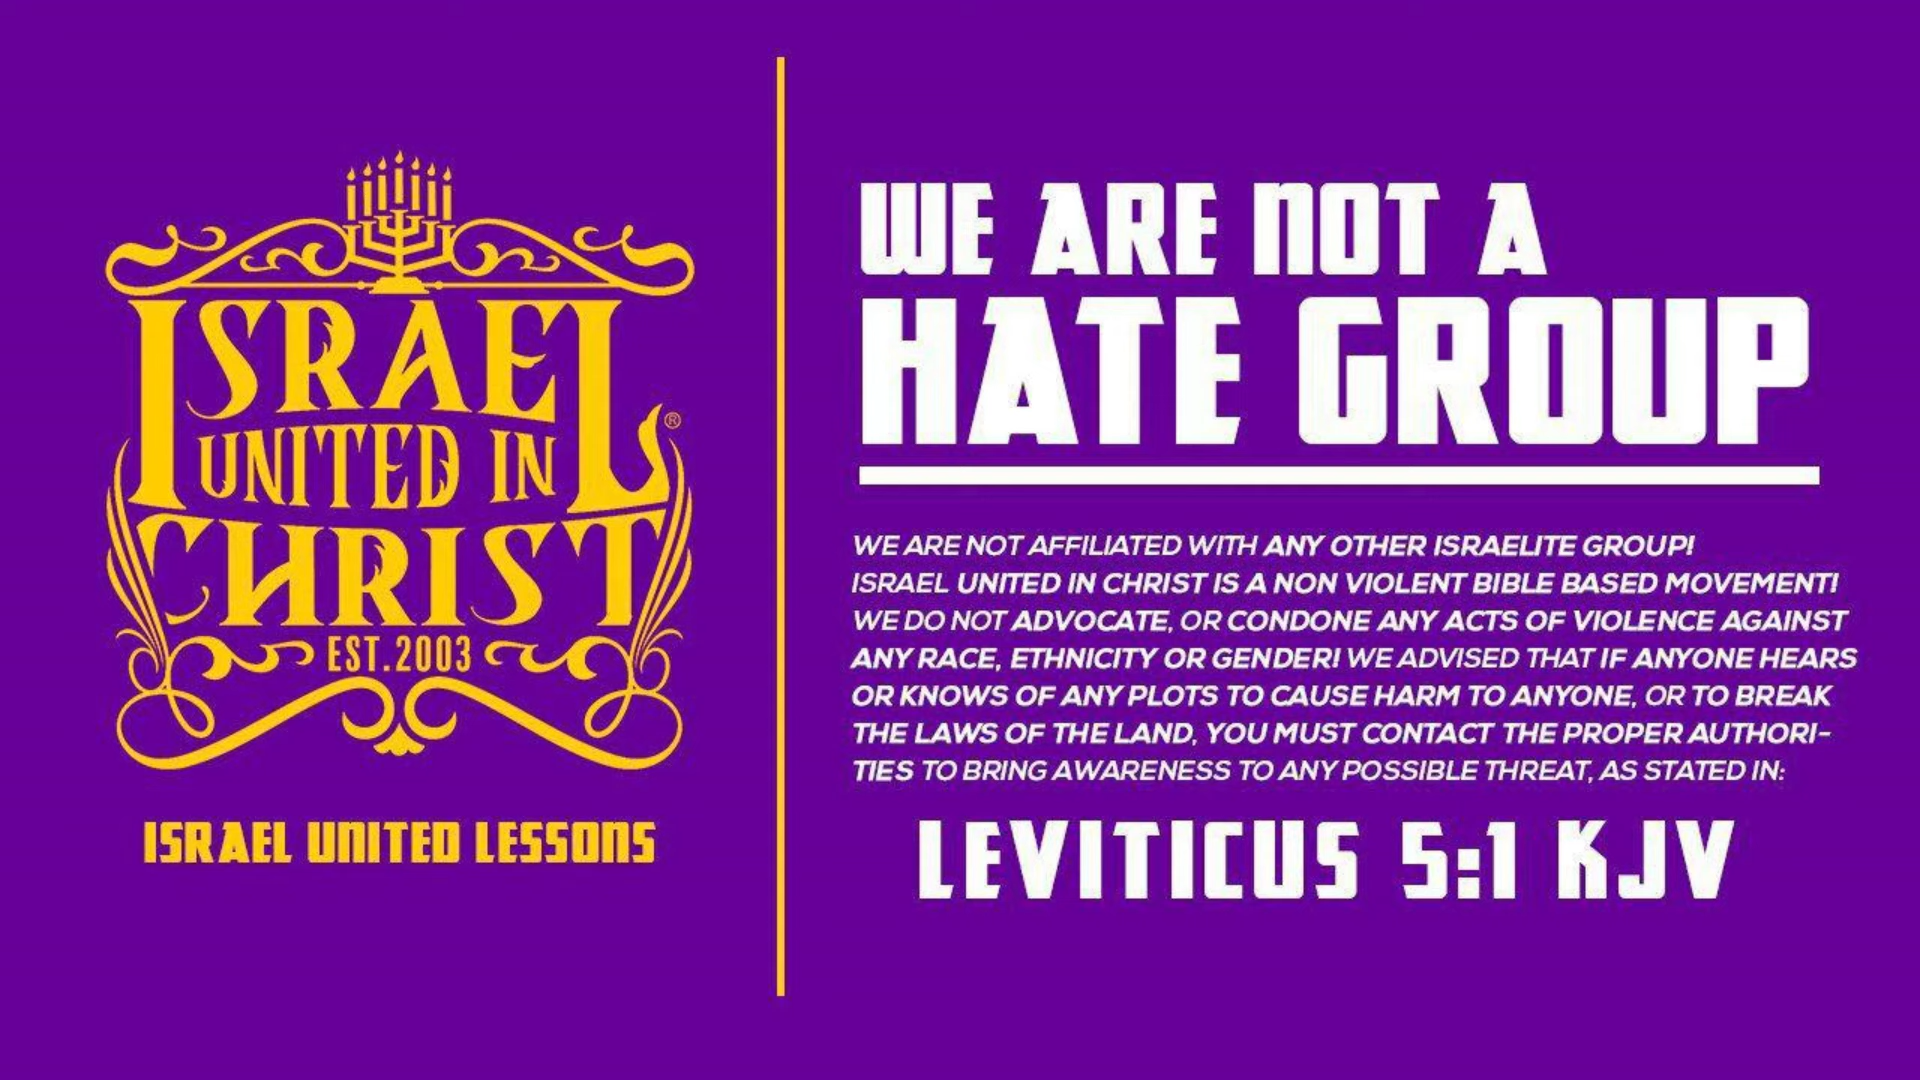 ISRAEL
UNITED IN
CHRIST
®
EST.2003
ISRAEL UNITED LESSONS
WE ARE NOT A
HATE GROUP
WE ARE NOT AFFILIATED WITH ANY OTHER ISRAELITE GROUP!
ISRAEL UNITED IN CHRIST IS A NON VIOLENT BIBLE BASED MOVEMENT!
WE DO NOT ADVOCATE, OR CONDONE ANY ACTS OF VIOLENCE AGAINST
ANY RACE, ETHNICITY OR GENDER! WE ADVISED THAT IF ANYONE HEARS
OR KNOWS OF ANY PLOTS TO CAUSE HARM TO ANYONE, OR TO BREAK
THE LAWS OF THE LAND, YOU MUST CONTACT THE PROPER AUTHORI-
TIES TO BRING AWARENESS TO ANY POSSIBLE THREAT, AS STATED IN:
LEVITICUS 5:1 KJV